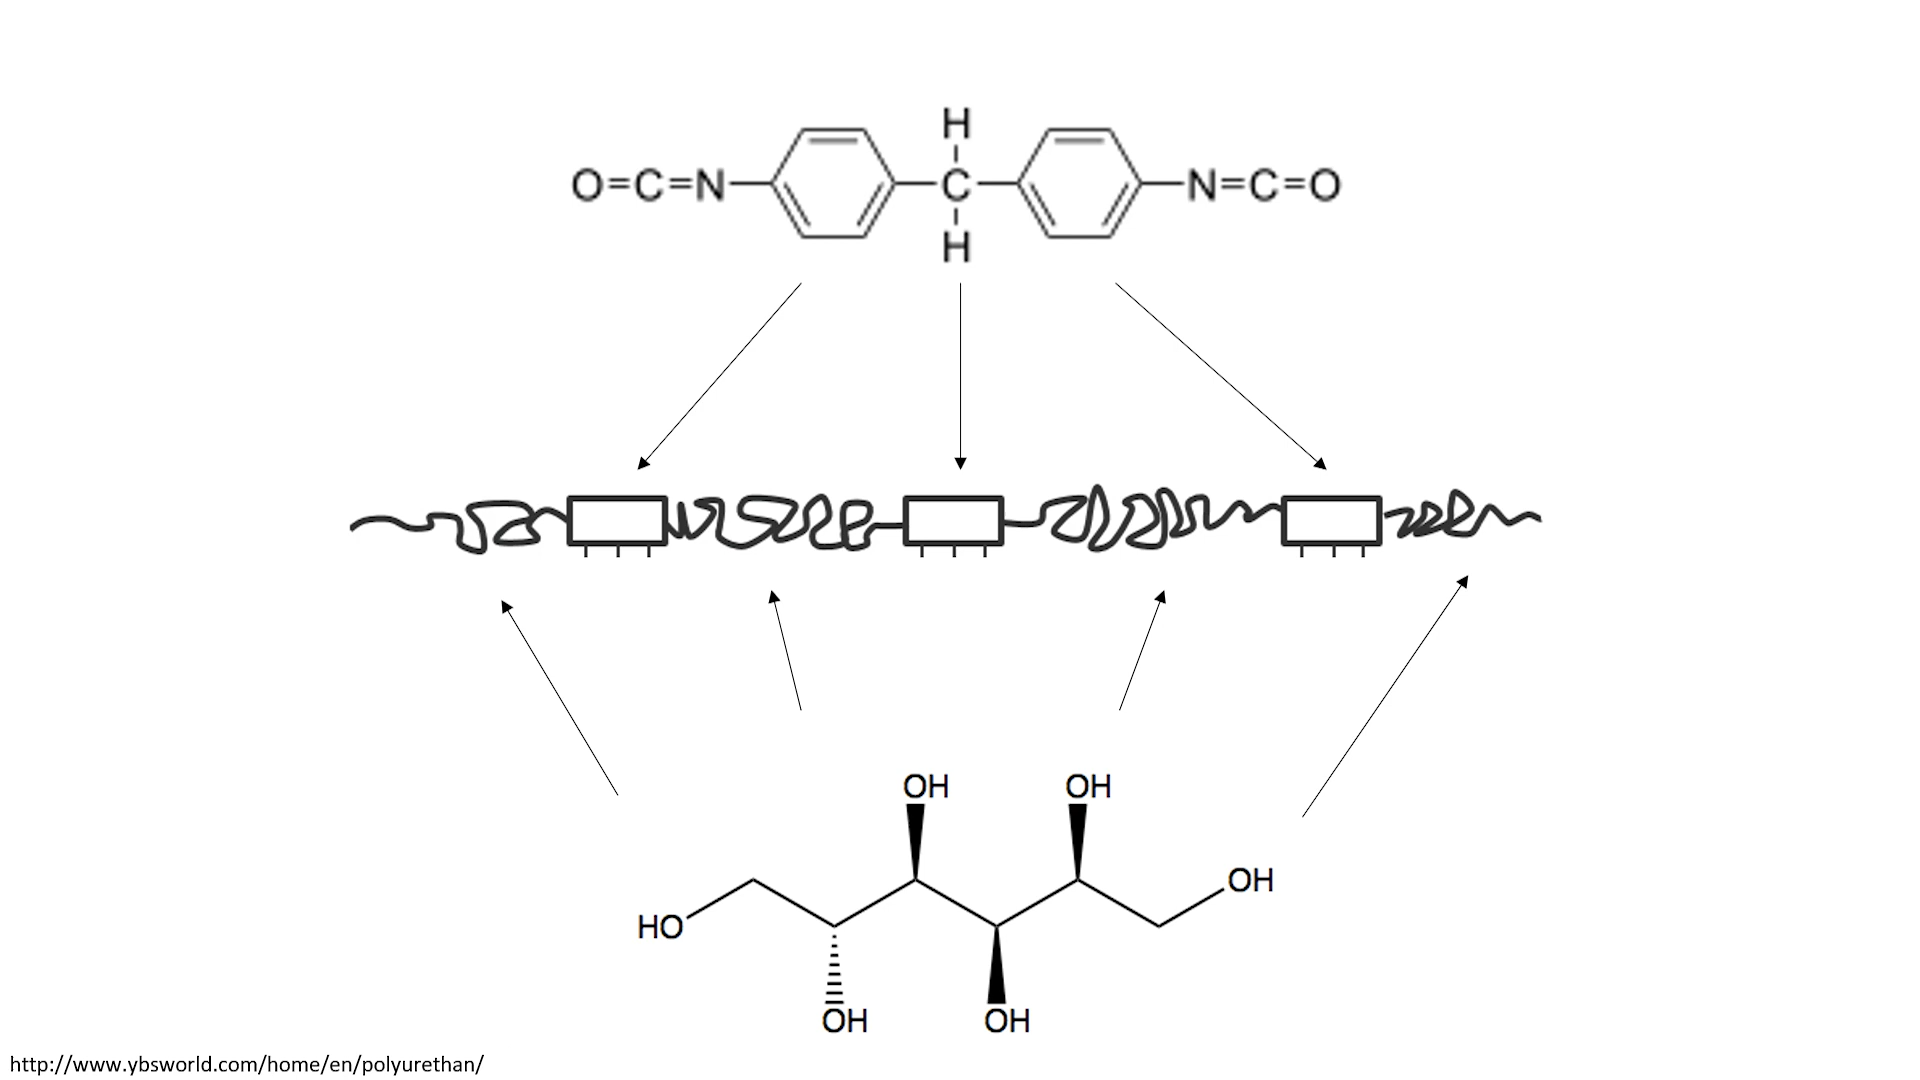 H
O=C=N C N=C=O
H
OH OH
OH
HO
OH OH
http://www.ybsworld.com/home/en/polyurethan/